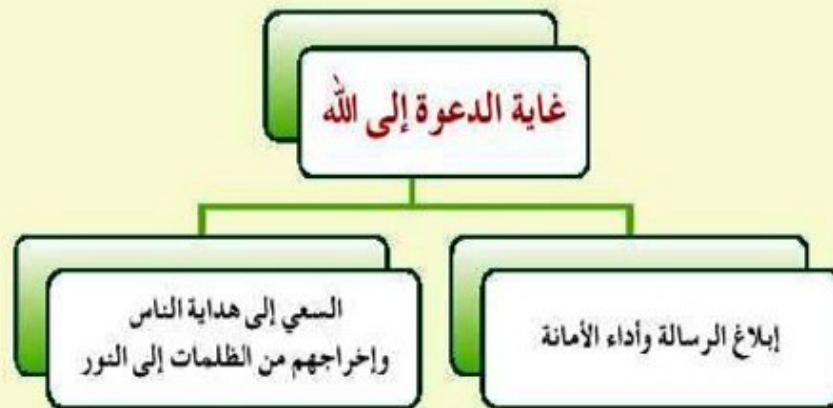 غاية الدعوة إلى الله
إبلاغ الرسالة وأداء الأمانة
السعي إلى هداية الناس
وإخراجهم من الظلمات إلى النور